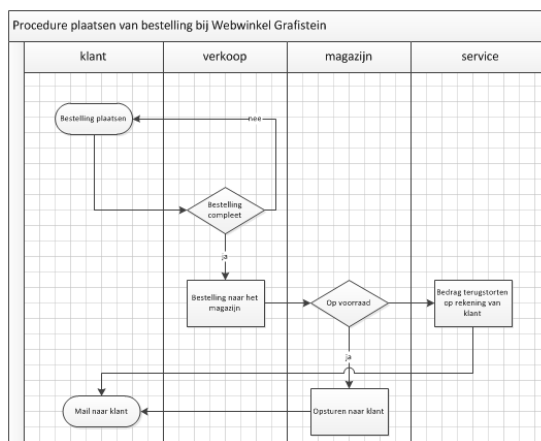 Procedure plaatsen van bestelling bij Webwinkel Grafistein
klant
verkoop
magazijn
service
Bestelling plaatsen
nee
Bestelling
compleet
ja
Bestelling naar het
magazijn
Op voorraad
Bedrag terugstorten
op rekening van
klant
ja
Mail naar klant
Opsturen naar klant